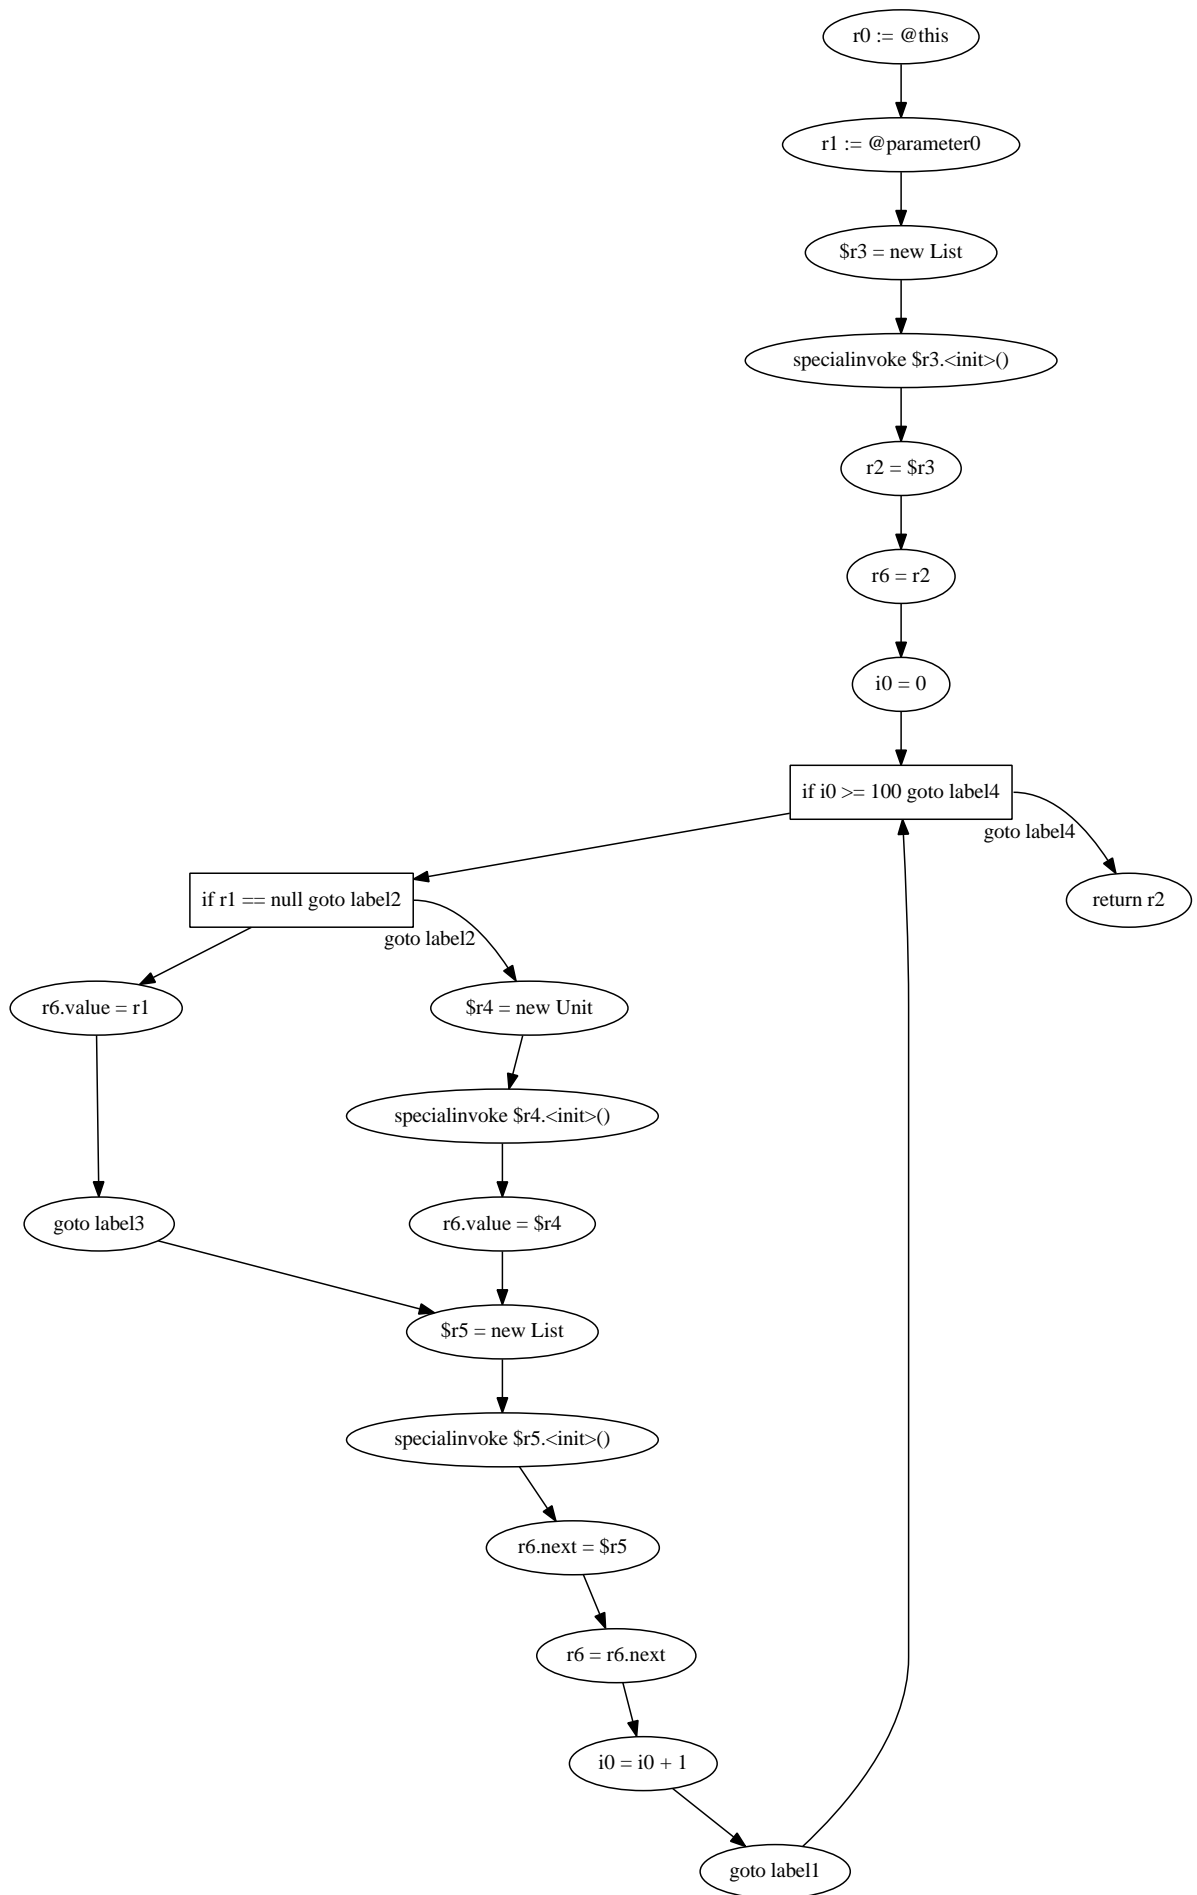 r0 := @this
r1 := @parameter0
$r3 = new List
specialinvoke $r3.<init>()
r2 = $r3
r6 = r2
i0 = 0
if i0 >= 100 goto label4
goto label4
if r1 == null goto label2
return r2
goto label2
r6.value = r1
$r4 = new Unit
specialinvoke $r4.<init>()
goto label3
r6.value = $r4
$r5 = new List
specialinvoke $r5.<init>()
r6.next = $r5
r6 = r6.next
i0 = i0 + 1
goto label1